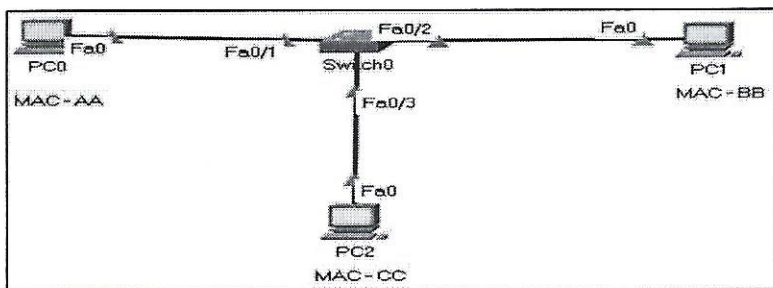 Fa0
PC0
MAC-AA
Fa0/1
Fa0/2
Switch0
Fa0
PC1
MAC-BB
Fa0/3
Fa0
PC2
MAC-CC